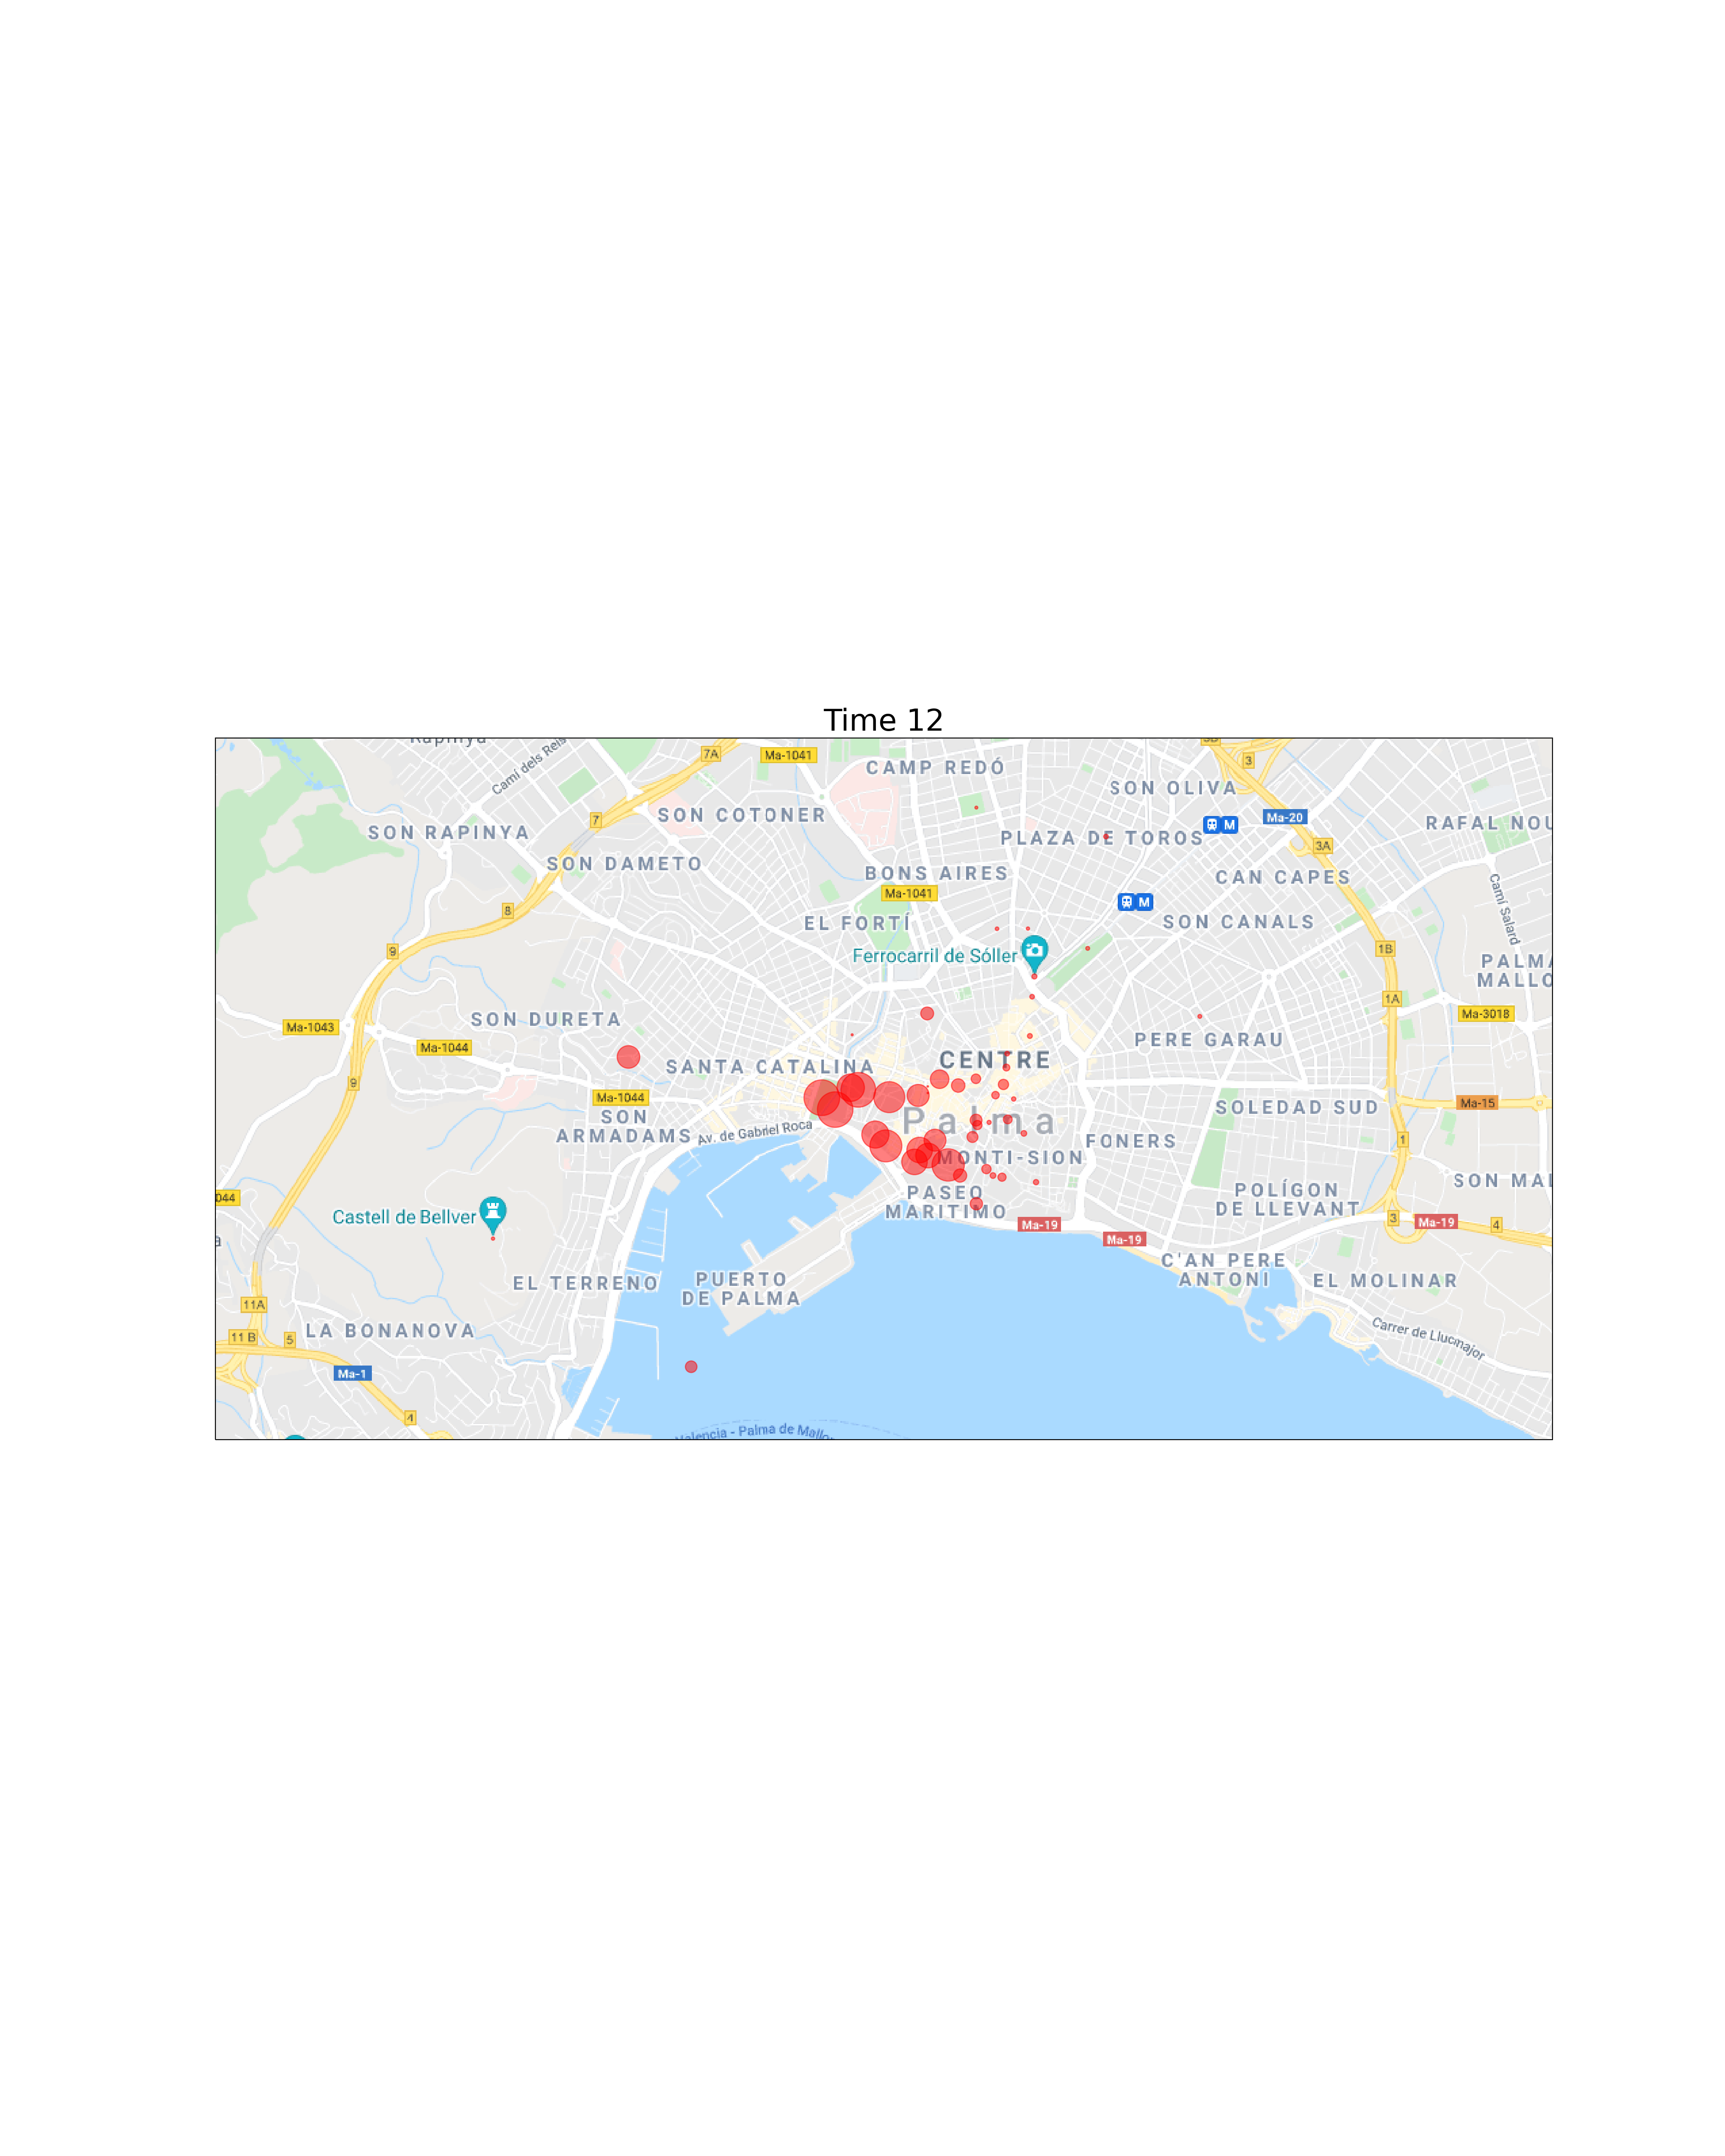 Time 12
Rapinya
Camí dels Reis
7A
Ma-1041
CAMP REDÓ
3B
3
SON OLIVA
SON COTONER
7
SON RAPINYA
Ma-20
M
RAFAL NOU
PLAZA DE TOROS
3A
SON DAMETO
BONS AIRES
CAN CAPES
Ma-1041
M
Camí Salard
8
EL FORTÍ
SON CANALS
9
1B
Ferrocarril de Sóller
PALMA
MALLO
1A
SON DURETA
Ma-1043
Ma-3018
Ma-1044
PERE GARAU
CENTRE
SANTA CATALINA
9
Ma-1044
SOLEDAD SUD
Ma-15
SON
ARMADAMS
Palma
Av. de Gabriel Roca
FONERS
1
MONTI-SION
SON MAL
044
PASEO
MARITIMO
POLÍGON
DE LLEVANT
Castell de Bellver
Ma-19
3
Ma-19
4
Ma-19
a
C'AN PERE
ANTONI
EL TERRENO
PUERTO
DE PALMA
EL MOLINAR
11A
LA BONANOVA
11 B
5
Carrer de Llucmajor
Ma-1
4
Valencia - Palma de Mallor